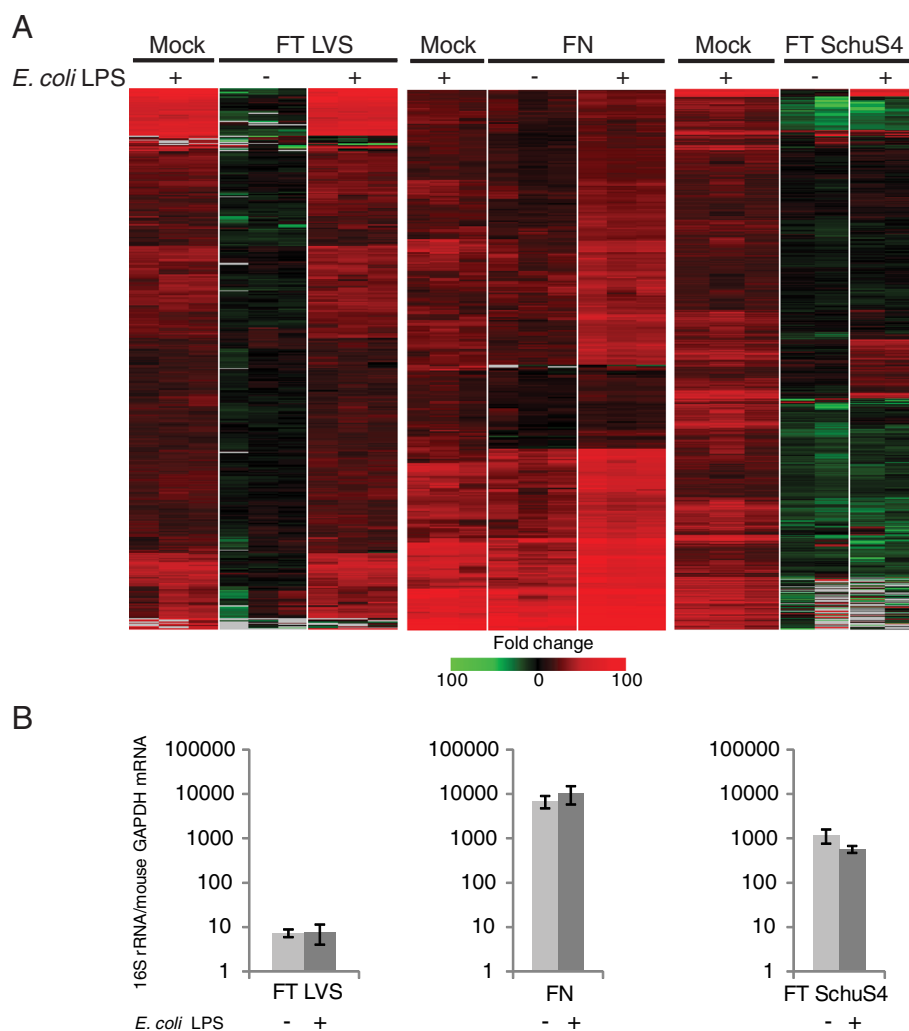 A
Mock FT LVS Mock FN Mock FT SchuS4
E. coli LPS + - + + - + + - +
Fold change
100 0 100
B
16S rRNA/mouse GAPDH mRNA
100000 100000 100000
10000 10000 10000
1000 1000 1000
100 100 100
10 10 10
1 1 1
FT LVS FN FT SchuS4
E. coli LPS - + - + - +